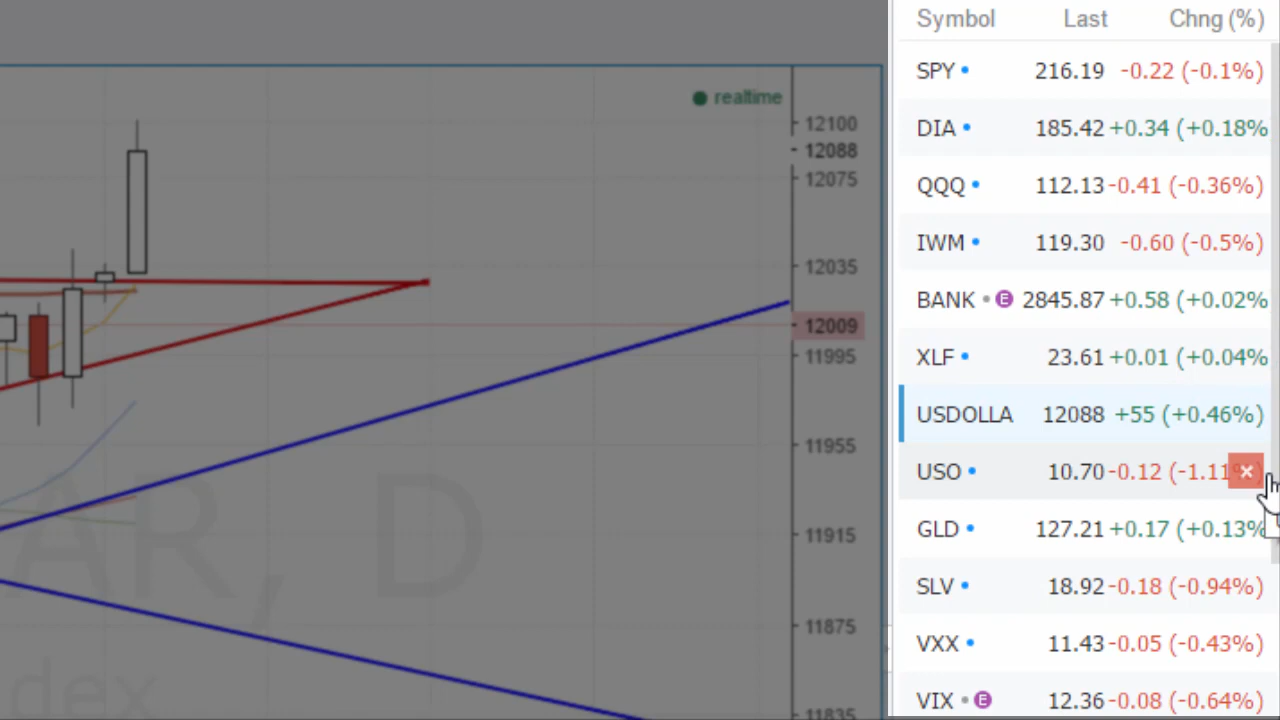 Symbol Last Chng (%)
SPY 216.19 -0.22 (-0.1%)
DIA 185.42 +0.34 (+0.18%
QQQ 112.13 -0.41 (-0.36%)
IWM 119.30 -0.60 (-0.5%)
BANK E 2845.87 +0.58 (+0.02%
XLF 23.61 +0.01 (+0.04%
USDOLLA 12088 +55 (+0.46%)
USO 10.70 -0.12 (-1.11
GLD 127.21 +0.17 (+0.13%
SLV 18.92 -0.18 (-0.94%)
VXX 11.43 -0.05 (-0.43%)
VIX E 12.36 -0.08 (-0.64%)
realtime
12100
12088
12075
12035
12009
11995
11955
11915
11875
11835
AR, D
dex